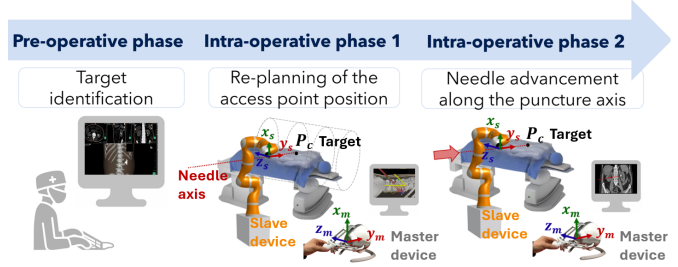 Pre-operative phase
Intra-operative phase 1
Intra-operative phase 2
Target
identification
Re-planning of the
access point position
Needle advancement
along the puncture axis
x_s
y_s
z_s
P_c Target
Needle
axis
Slave
device
x_m
z_m
y_m
Master
device
x_s
y_s
z_s
P_c Target
Slave
device
x_m
z_m
y_m
Master
device